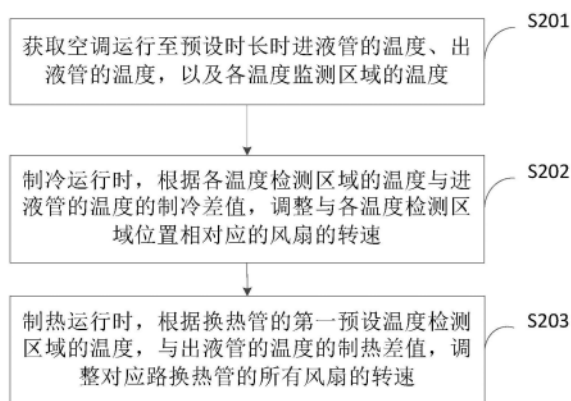 S201
获取空调运行至预设时长时进液管的温度、出
液管的温度，以及各温度监测区域的温度
S202
制冷运行时，根据各温度检测区域的温度与进
液管的温度的制冷差值，调整与各温度检测区
域位置相对应的风扇的转速
S203
制热运行时，根据换热管的第一预设温度检测
区域的温度，与出液管的温度的制热差值，调
整对应路换热管的所有风扇的转速